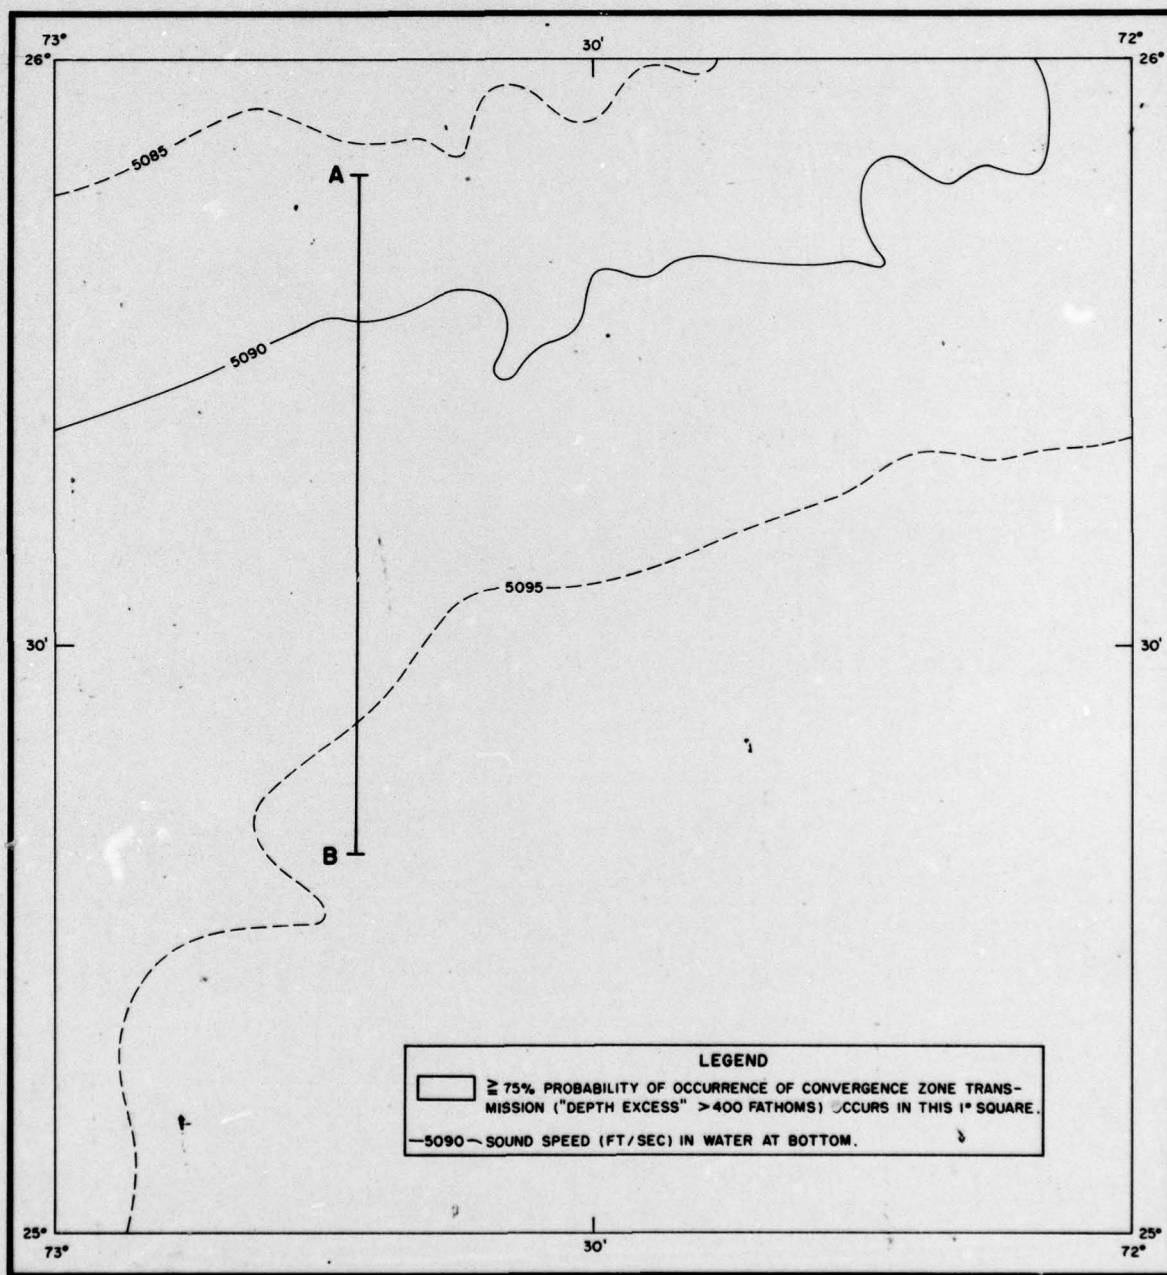 73°
30'
72°
26°
26°
5085
A
5090
5095
30'
30'
B
LEGEND
≧ 75% PROBABILITY OF OCCURRENCE OF CONVERGENCE ZONE TRANS-
MISSION ("DEPTH EXCESS" >400 FATHOMS) OCCURS IN THIS 1° SQUARE.
5090 SOUND SPEED (FT/SEC) IN WATER AT BOTTOM.
25°
25°
73°
30'
72°